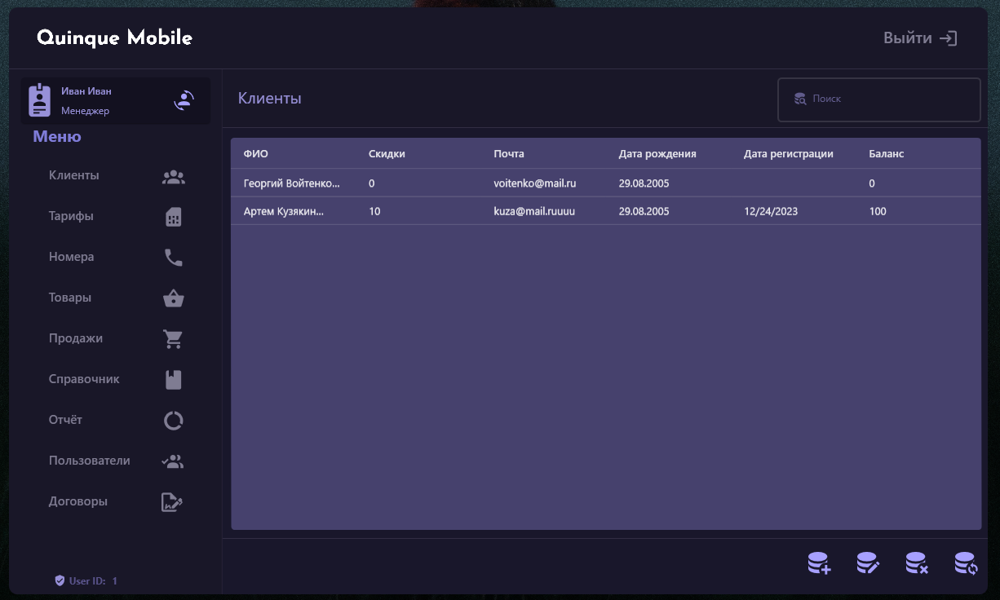 Quinque Mobile
Выйти
Иван Иван
Менеджер
Меню
Клиенты
Тарифы
Номера
Товары
Продажи
Справочник
Отчёт
Пользователи
Договоры
User ID: 1
Клиенты
Поиск
ФИО Скидки Почта Дата рождения Дата регистрации Баланс
Георгий Войтенко... 0 voitenko@mail.ru 29.08.2005 0
Артем Кузякин... 10 kuza@mail.ruuuu 29.08.2005 12/24/2023 100